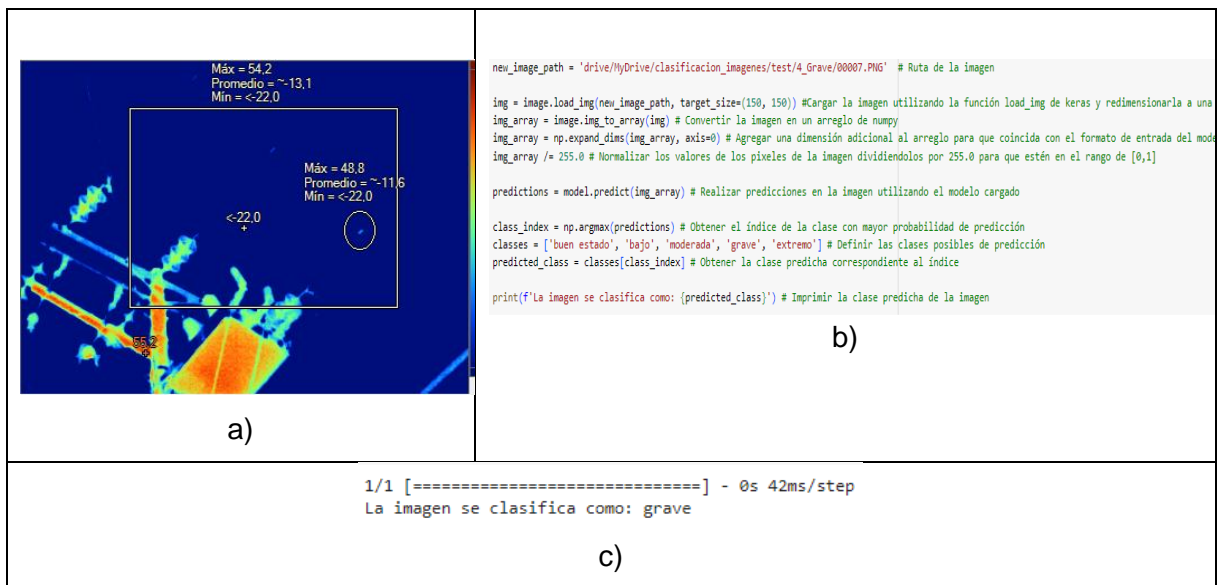 Máx = 54,2
Promedio = ~-13,1
Mín = <-22,0
Máx = 48,8
Promedio = ~-11,6
Mín = <-22,0
<-22,0
55,2
a)
new_image_path = 'drive/MyDrive/clasificacion_imagenes/test/4_Grave/00007.PNG' # Ruta de la imagen
img = image.load_img(new_image_path, target_size=(150, 150)) #Cargar la imagen utilizando la función load_img de keras y redimensionarla a una
img_array = image.img_to_array(img) # Convertir la imagen en un arreglo de numpy
img_array = np.expand_dims(img_array, axis=0) # Agregar una dimensión adicional al arreglo para que coincida con el formato de entrada del mode
img_array /= 255.0 # Normalizar los valores de los pixeles de la imagen dividiendolos por 255.0 para que estén en el rango de [0,1]
predictions = model.predict(img_array) # Realizar predicciones en la imagen utilizando el modelo cargado
class_index = np.argmax(predictions) # Obtener el índice de la clase con mayor probabilidad de predicción
classes = ['buen estado', 'bajo', 'moderada', 'grave', 'extremo'] # Definir las clases posibles de predicción
predicted_class = classes[class_index] # Obtener la clase predicha correspondiente al índice
print(f'La imagen se clasifica como: {predicted_class}') # Imprimir la clase predicha de la imagen
b)
1/1 [==============================] - 0s 42ms/step
La imagen se clasifica como: grave
c)